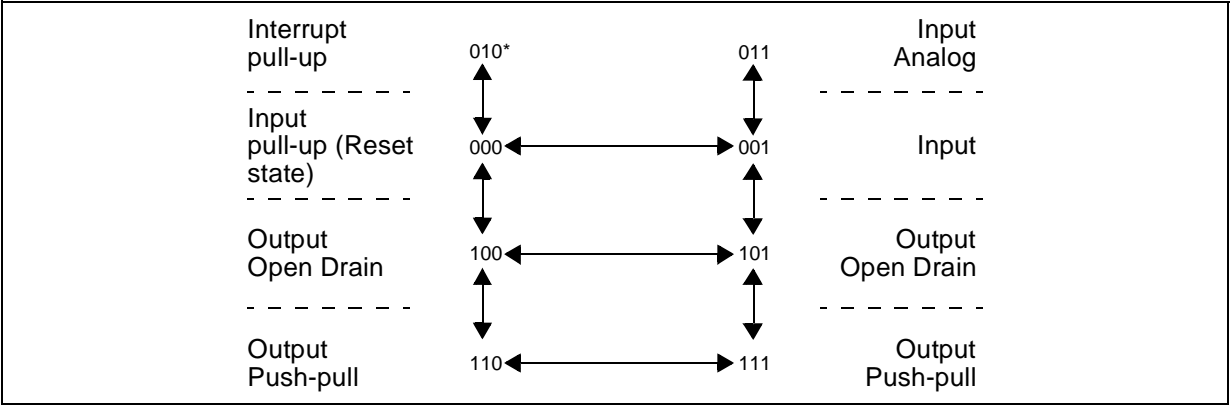 Interrupt
pull-up
010*
011
Input
Analog
Input
pull-up (Reset
state)
000
001
Input
Output
Open Drain
100
101
Output
Open Drain
Output
Push-pull
110
111
Output
Push-pull